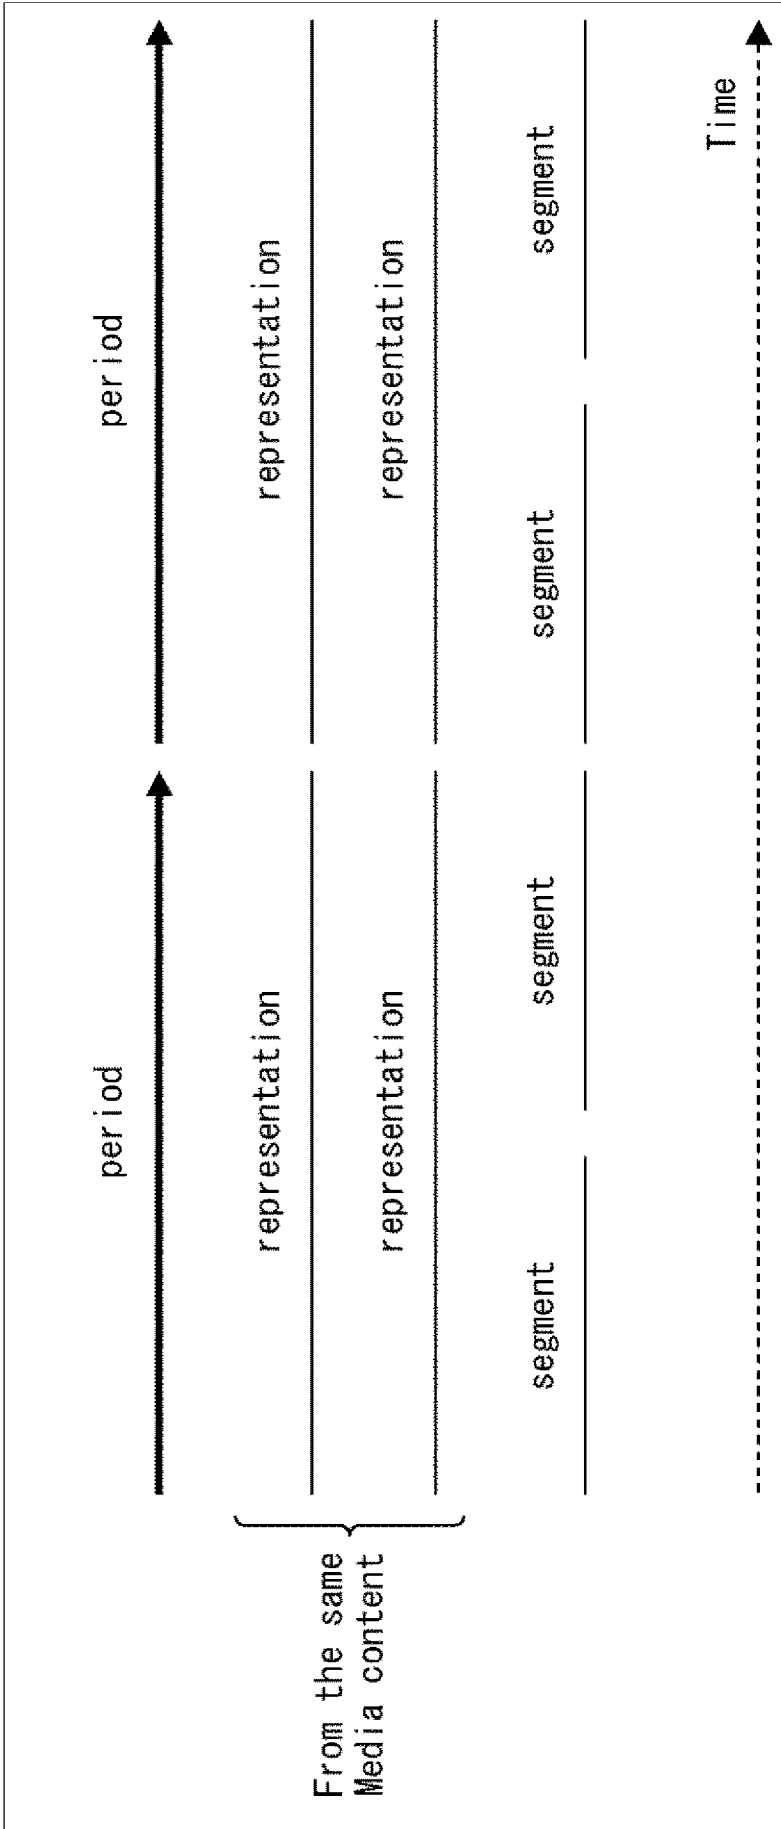 period
period
representation
representation
From the same
Media content
representation
representation
segment
segment
segment
segment
Time